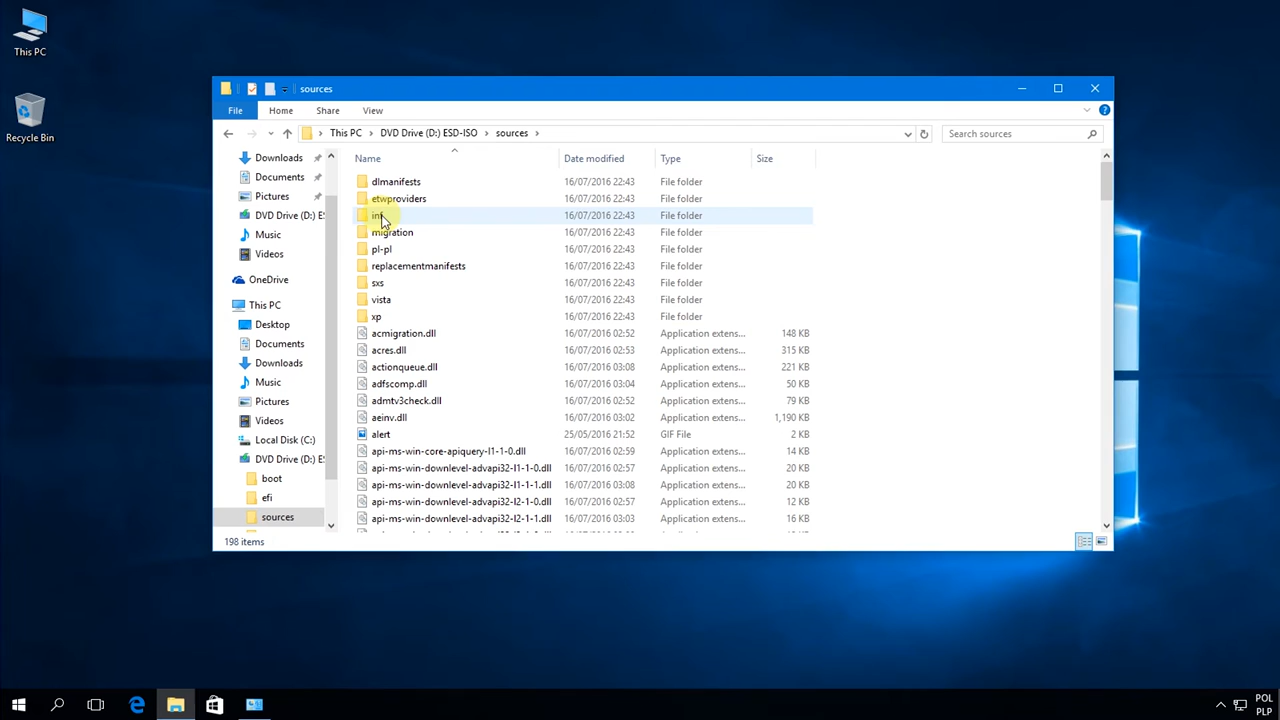 This PC
Recycle Bin
sources
File Home Share View
This PC DVD Drive (D:) ESD-ISO sources
Search sources
Downloads
Documents
Pictures
DVD Drive (D:) ES
Music
Videos
OneDrive
This PC
Desktop
Downloads
Documents
Music
Pictures
Videos
Local Disk (C:)
DVD Drive (D:) ES
boot
efi
sources
Name Date modified Type Size
dlmanifests 16/07/2016 22:43 File folder
etwproviders 16/07/2016 22:43 File folder
inf 16/07/2016 22:43 File folder
migration 16/07/2016 22:43 File folder
pl-pl 16/07/2016 22:43 File folder
replacementmanifests 16/07/2016 22:43 File folder
sxs 16/07/2016 22:43 File folder
vista 16/07/2016 22:43 File folder
xp 16/07/2016 22:43 File folder
acmigration.dll 16/07/2016 02:52 Application extens... 148 KB
acres.dll 16/07/2016 02:53 Application extens... 315 KB
actionqueue.dll 16/07/2016 03:08 Application extens... 221 KB
adfscomp.dll 16/07/2016 03:04 Application extens... 50 KB
admtv3check.dll 16/07/2016 02:52 Application extens... 79 KB
aeinv.dll 16/07/2016 03:02 Application extens... 1,190 KB
alert 25/05/2016 21:52 GIF File 2 KB
api-ms-win-core-apiquery-l1-1-0.dll 16/07/2016 02:59 Application extens... 14 KB
api-ms-win-downlevel-advapi32-l1-1-0.dll 16/07/2016 02:57 Application extens... 20 KB
api-ms-win-downlevel-advapi32-l1-1-1.dll 16/07/2016 03:08 Application extens... 20 KB
api-ms-win-downlevel-advapi32-l2-1-0.dll 16/07/2016 02:57 Application extens... 12 KB
api-ms-win-downlevel-advapi32-l2-1-1.dll 16/07/2016 03:03 Application extens... 16 KB
198 items
POL
PLP